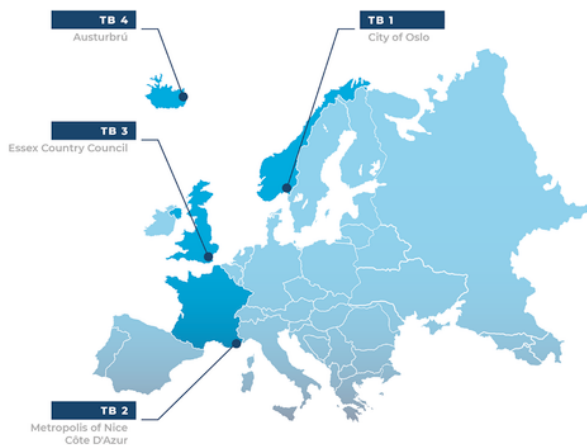 TB 4
Austurbrú
TB 1
City of Oslo
TB 3
Essex Country Council
TB 2
Metropolis of Nice
Côte D'Azur